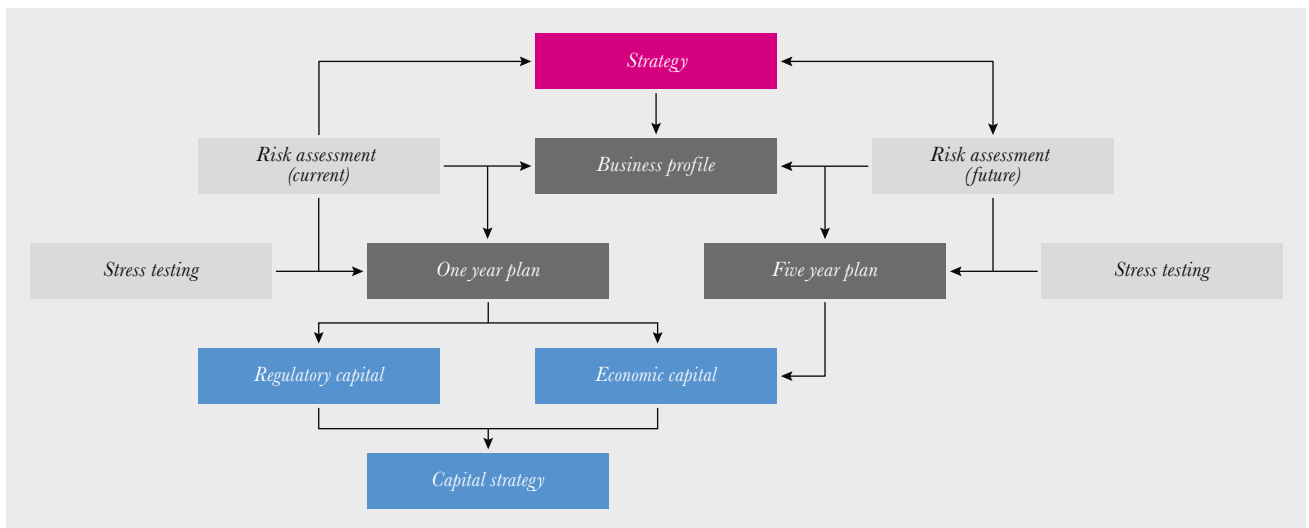 Strategy
Risk assessment
(current)
Business profile
Risk assessment
(future)
Stress testing
One year plan
Five year plan
Stress testing
Regulatory capital
Economic capital
Capital strategy